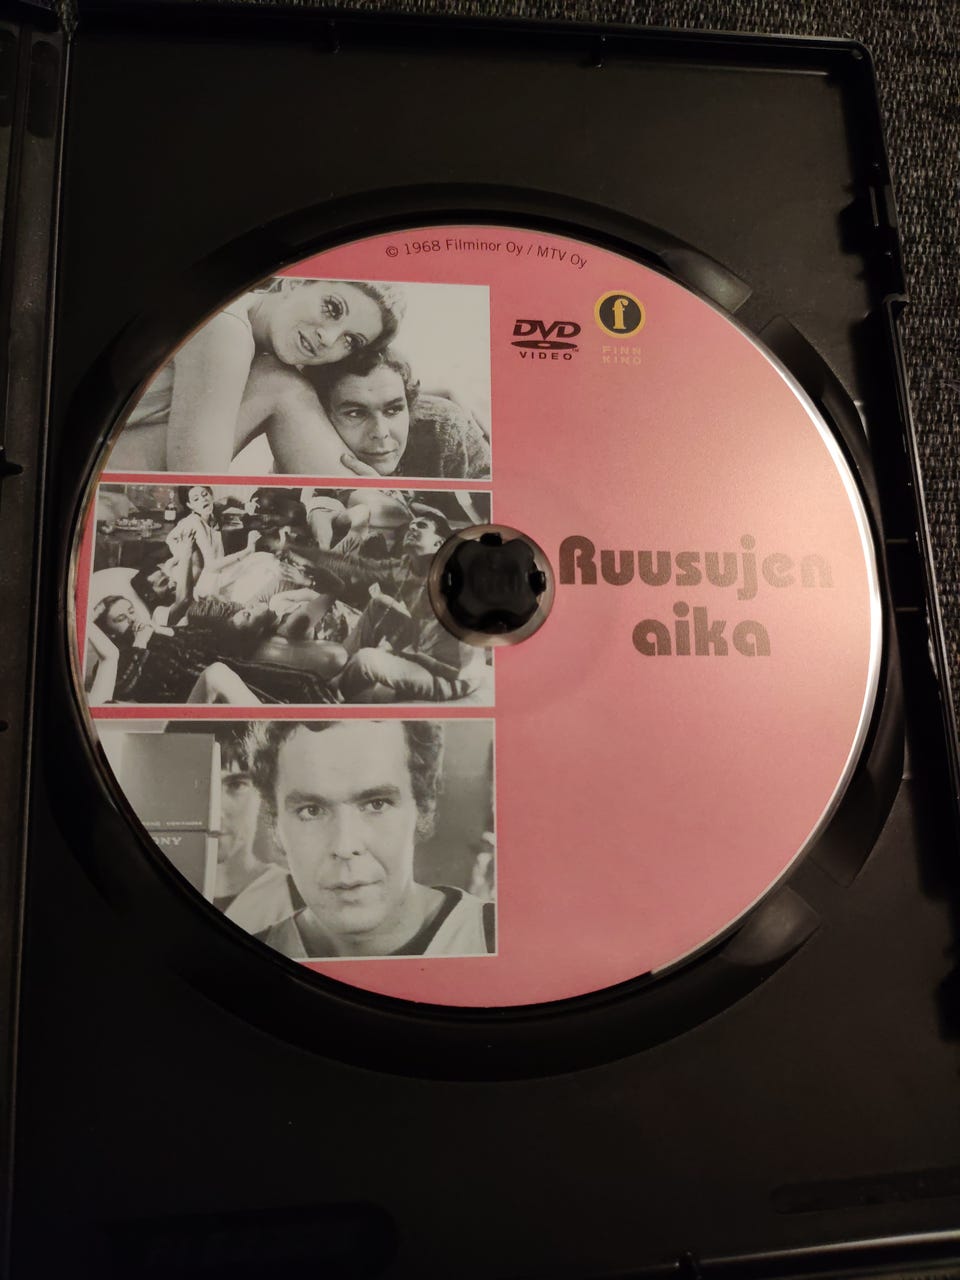 © 1968 Filminor Oy / MTV Oy
DVD
VIDEO
f
FINN
KINO
Ruusujen
aika